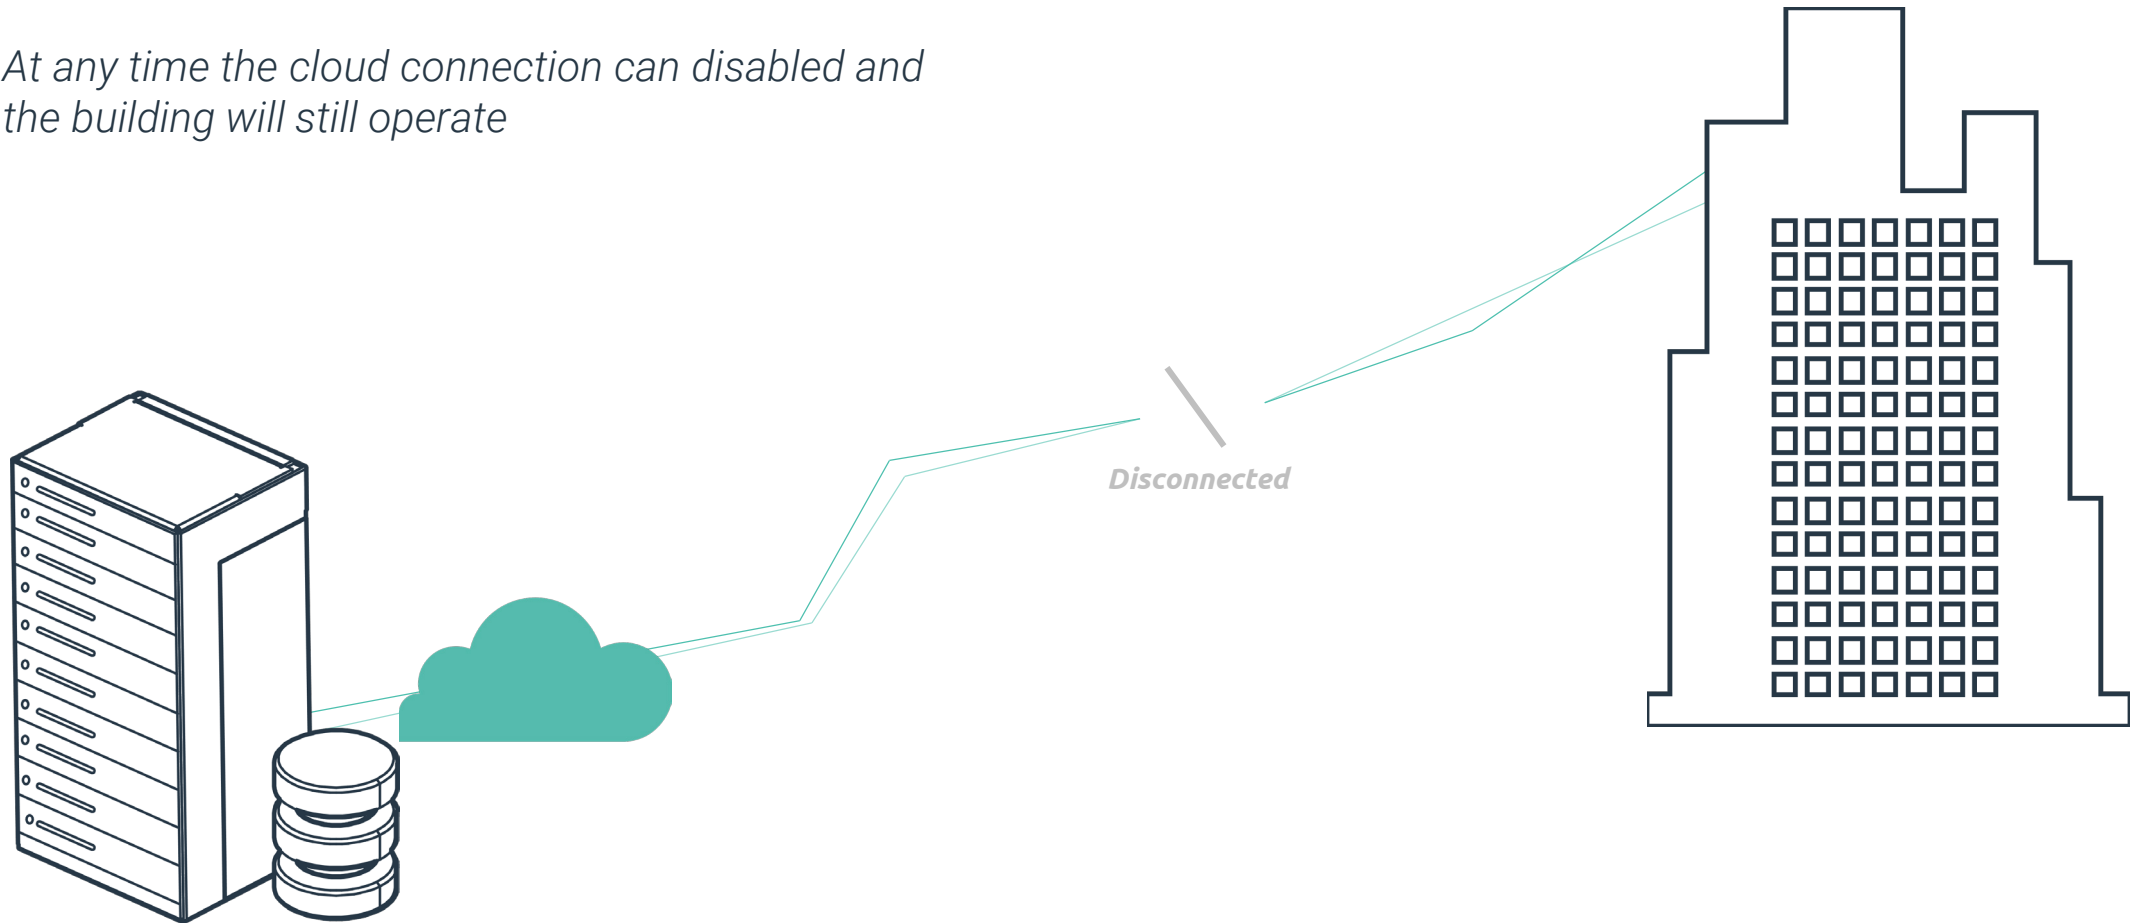 At any time the cloud connection can disabled and
the building will still operate
Disconnected